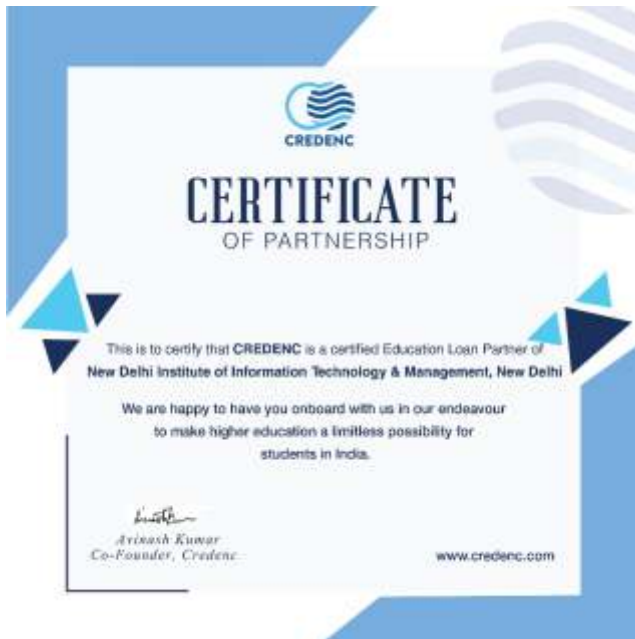 CREDENC
CERTIFICATE
OF PARTNERSHIP
This is to certify that CREDENC is a certified Education Loan Partner of
New Delhi Institute of Information Technology & Management, New Delhi
We are happy to have you onboard with us in our endeavour
to make higher education a limitless possibility for
students in India.
Avinash Kumar
Co-Founder, Credenc
www.credenc.com